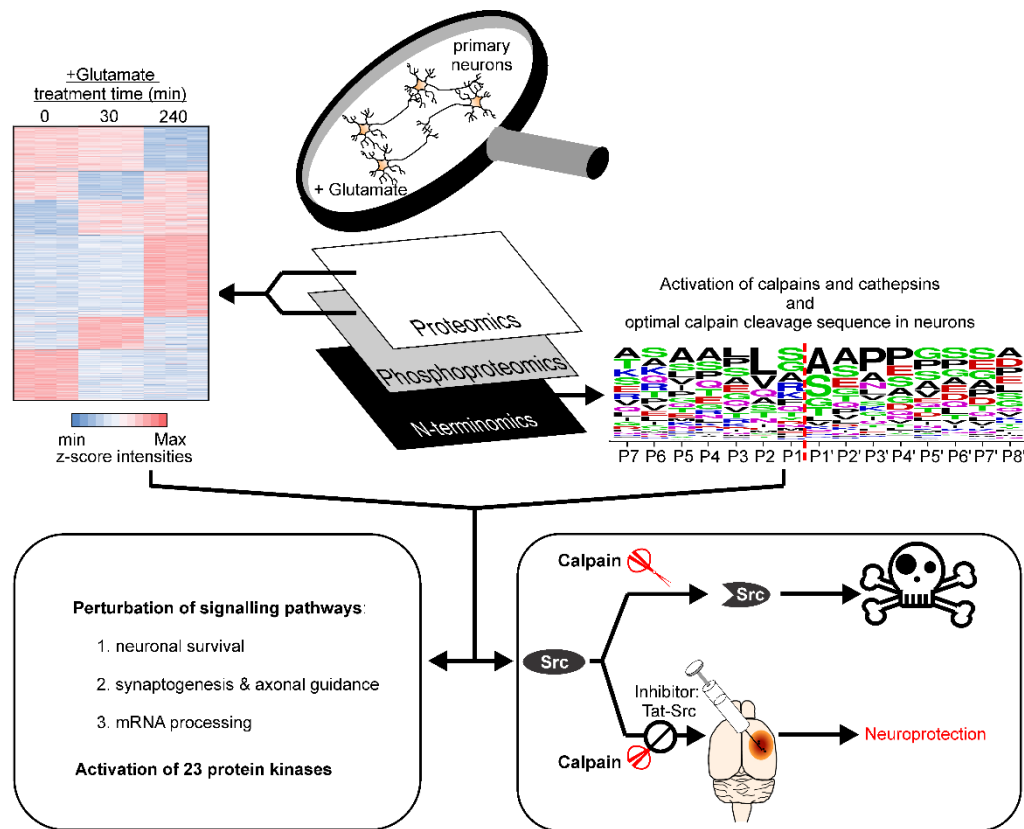 +Glutamate
treatment time (min)
0 30 240
min Max
z-score intensities
primary
neurons
+ Glutamate
Proteomics
Phosphoproteomics
N-terminomics
Activation of calpains and cathepsins
and
optimal calpain cleavage sequence in neurons
P7 P6 P5 P4 P3 P2 P1 P1' P2' P3' P4' P5' P6' P7' P8'
Perturbation of signalling pathways:
1. neuronal survival
2. synaptogenesis & axonal guidance
3. mRNA processing
Activation of 23 protein kinases
Calpain
Src
Src
Inhibitor:
Tat-Src
Calpain
Neuroprotection